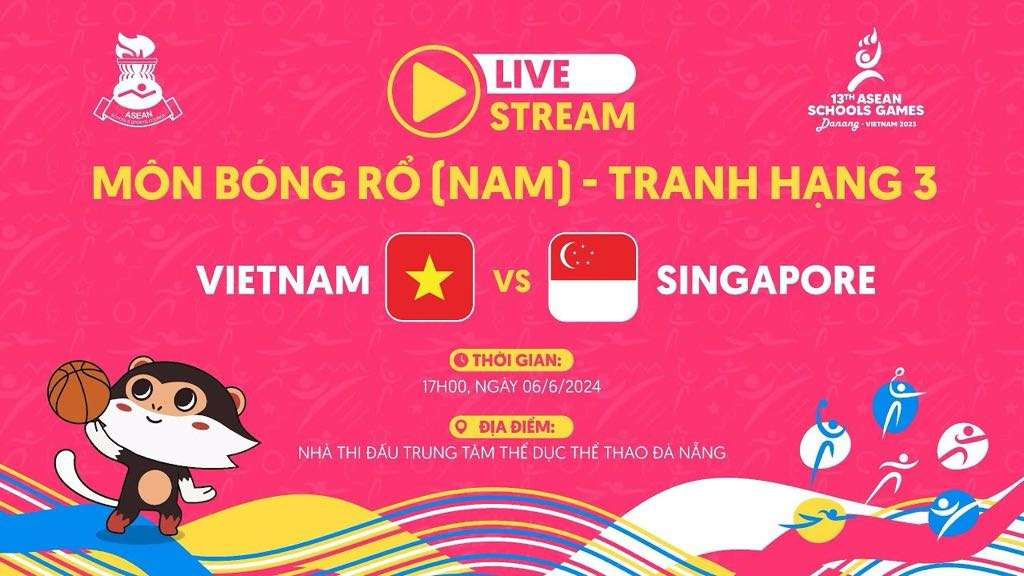 LIVE
STREAM
ASEAN
13TH ASEAN
SCHOOLS GAMES
Danang - VIETNAM 2023
MÔN BÓNG RỔ (NAM) - TRANH HẠNG 3
VIETNAM VS SINGAPORE
THỜI GIAN:
17H00, NGÀY 06/6/2024
ĐỊA ĐIỂM:
NHÀ THI ĐẤU TRUNG TÂM THỂ DỤC THỂ THAO ĐÀ NẴNG